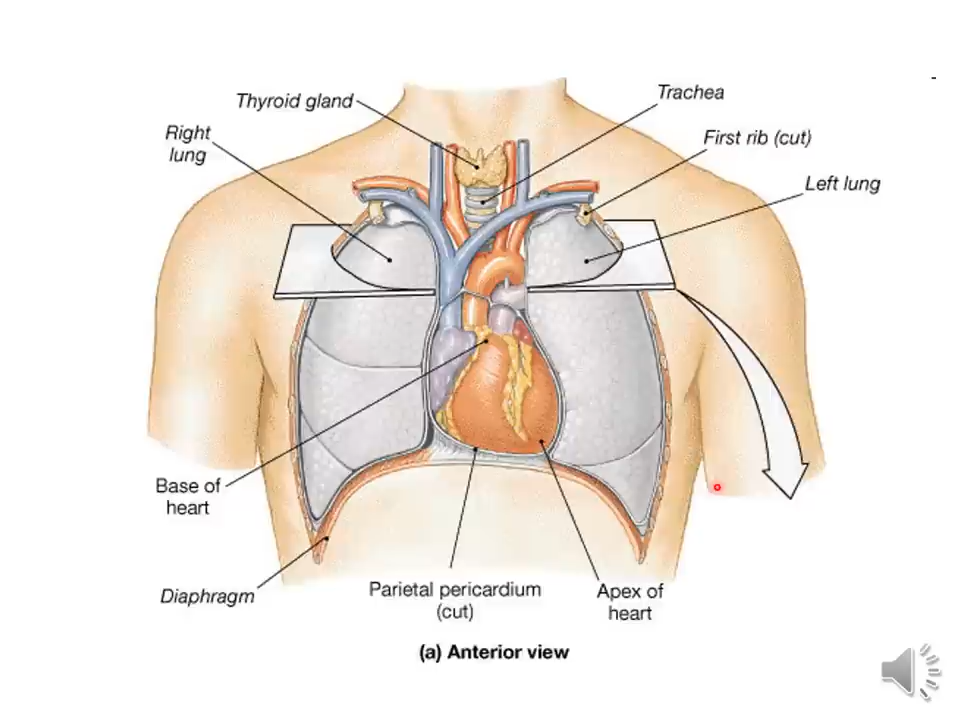 Thyroid gland
Trachea
Right
lung
First rib (cut)
Left lung
Base of
heart
Diaphragm
Parietal pericardium
(cut)
Apex of
heart
(a) Anterior view